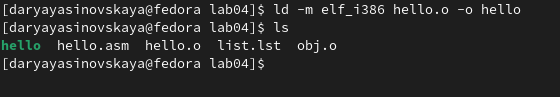 [daryayasinovskaya@fedora lab04]$ ld -m elf_i386 hello.o -o hello
[daryayasinovskaya@fedora lab04]$ ls
hello  hello.asm  hello.o  list.lst  obj.o
[daryayasinovskaya@fedora lab04]$